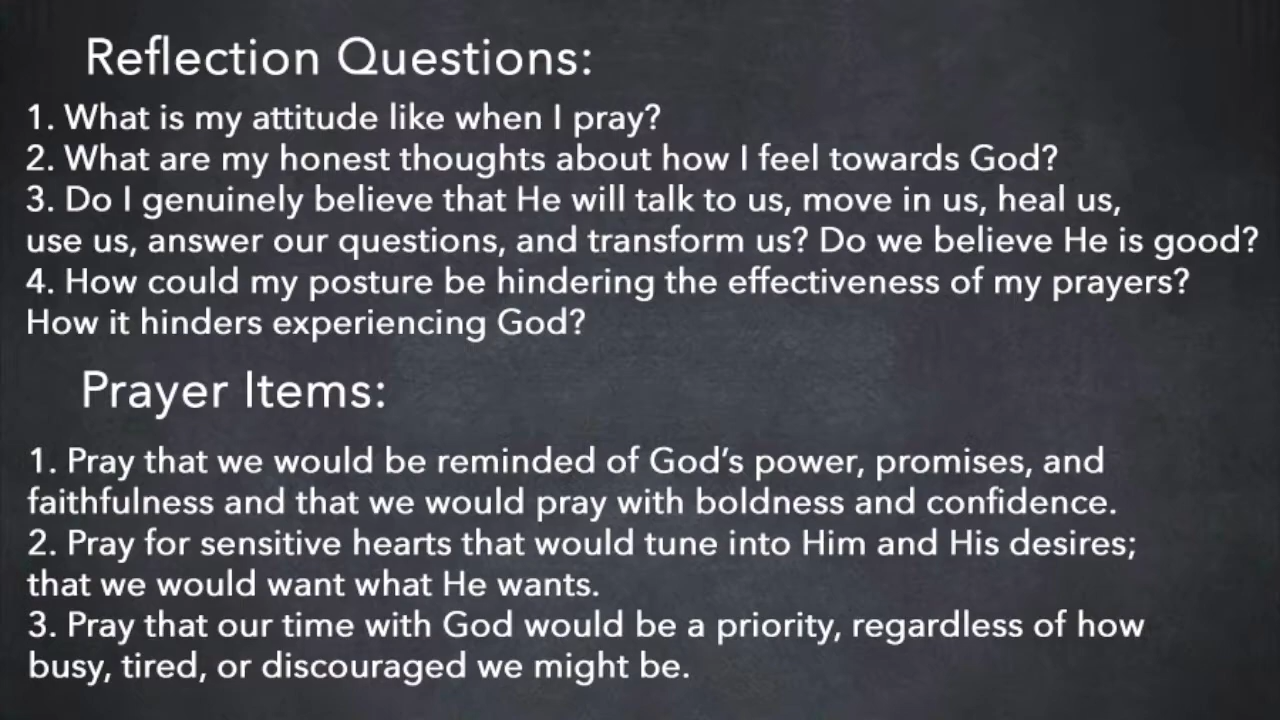 Reflection Questions:
1. What is my attitude like when I pray?
2. What are my honest thoughts about how I feel towards God?
3. Do I genuinely believe that He will talk to us, move in us, heal us,
use us, answer our questions, and transform us? Do we believe He is good?
4. How could my posture be hindering the effectiveness of my prayers?
How it hinders experiencing God?
Prayer Items:
1. Pray that we would be reminded of God’s power, promises, and
faithfulness and that we would pray with boldness and confidence.
2. Pray for sensitive hearts that would tune into Him and His desires;
that we would want what He wants.
3. Pray that our time with God would be a priority, regardless of how
busy, tired, or discouraged we might be.